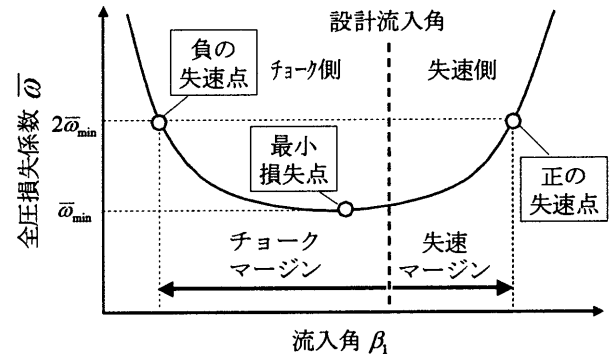 設計流入角
負の
失速点
チョーク側
失速側
全圧損失係数 ω̅
2ω̅min
最小
損失点
正の
失速点
ω̅min
チョーク
マージン
失速
マージン
流入角 β1